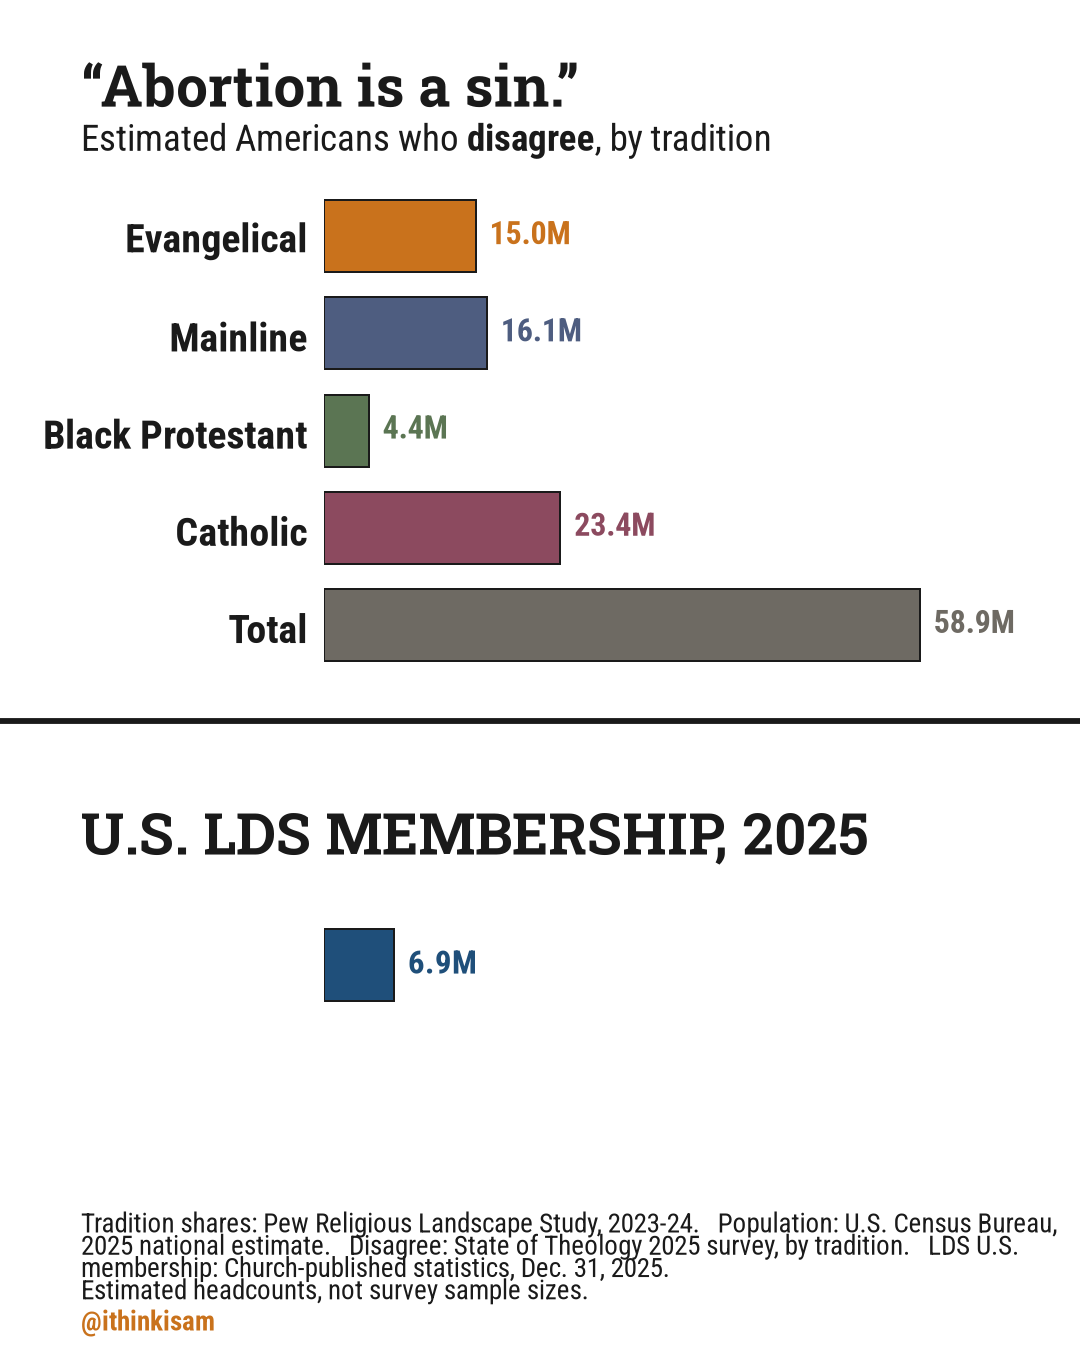 “Abortion is a sin.”
Estimated Americans who disagree, by tradition
Evangelical 15.0M
Mainline 16.1M
Black Protestant 4.4M
Catholic 23.4M
Total 58.9M
U.S. LDS MEMBERSHIP, 2025
6.9M
Tradition shares: Pew Religious Landscape Study, 2023-24. Population: U.S. Census Bureau,
2025 national estimate. Disagree: State of Theology 2025 survey, by tradition. LDS U.S.
membership: Church-published statistics, Dec. 31, 2025.
Estimated headcounts, not survey sample sizes.
@ithinkisam